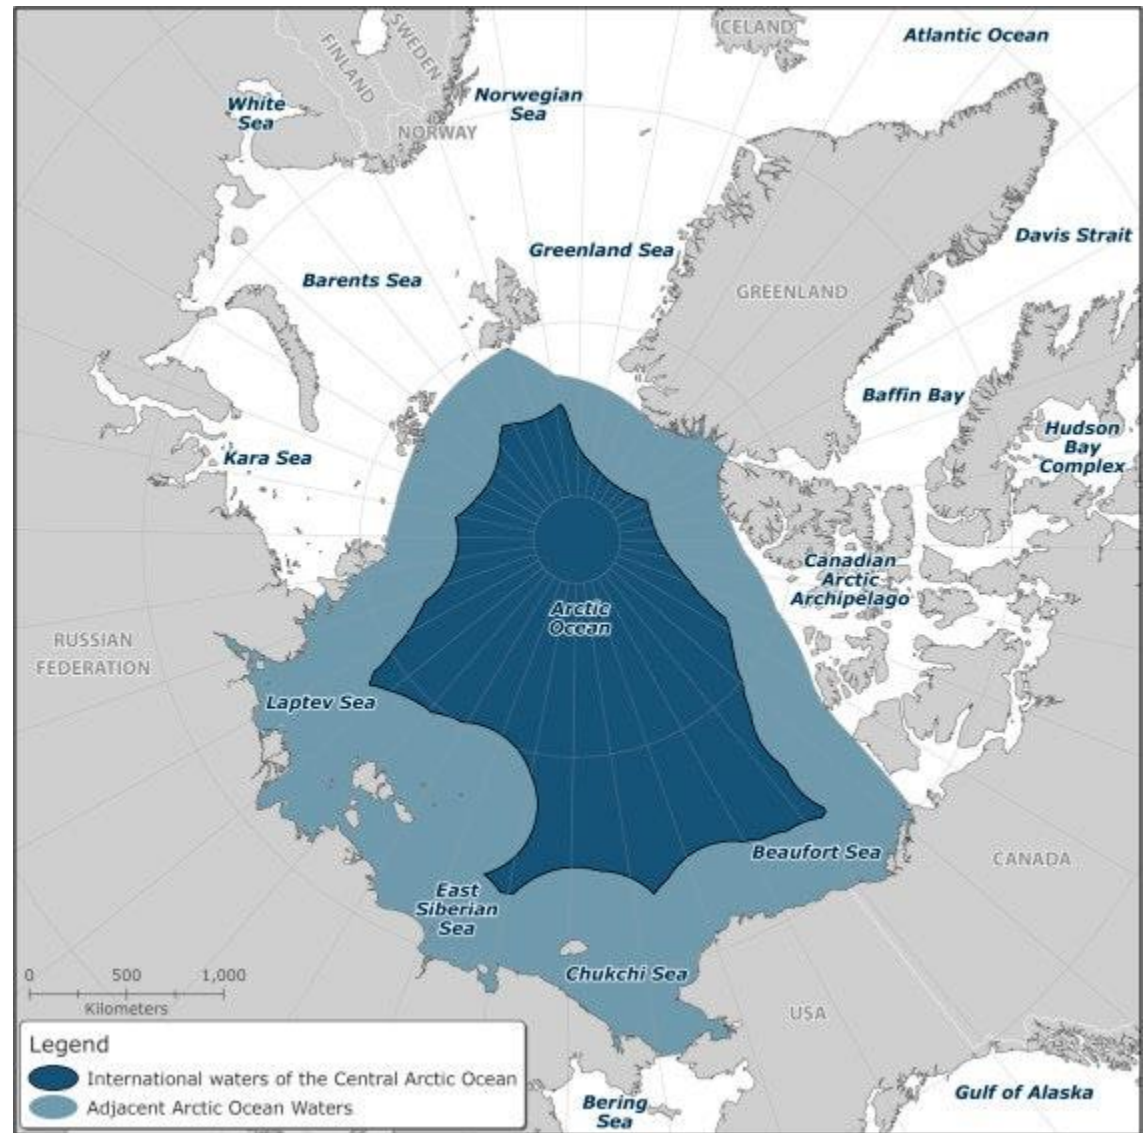 ICELAND
Atlantic Ocean
SWEDEN
FINLAND
White
Sea
Norwegian
Sea
NORWAY
Greenland Sea
Davis Strait
Barents Sea
GREENLAND
Baffin Bay
Hudson
Bay
Complex
Kara Sea
Canadian
Arctic
Archipelago
Arctic
Ocean
RUSSIAN
FEDERATION
Laptev Sea
Beaufort Sea
CANADA
East
Siberian
Sea
Chukchi Sea
0 500 1,000
Kilometers
USA
Legend
International waters of the Central Arctic Ocean
Adjacent Arctic Ocean Waters
Bering
Sea
Gulf of Alaska